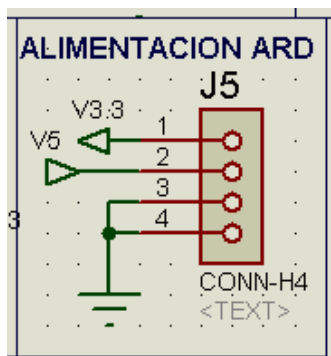 ALIMENTACION ARD
J5
V3.3
1
V5
2
3
3
4
CONN-H4
<TEXT>